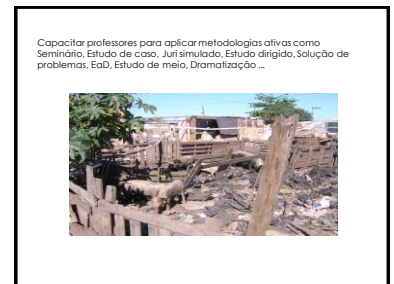 Capacitar professores para aplicar metodologias ativas como
Seminário, Estudo de caso, Juri simulado, Estudo dirigido, Solução de
problemas, EaD, Estudo de meio, Dramatização ...